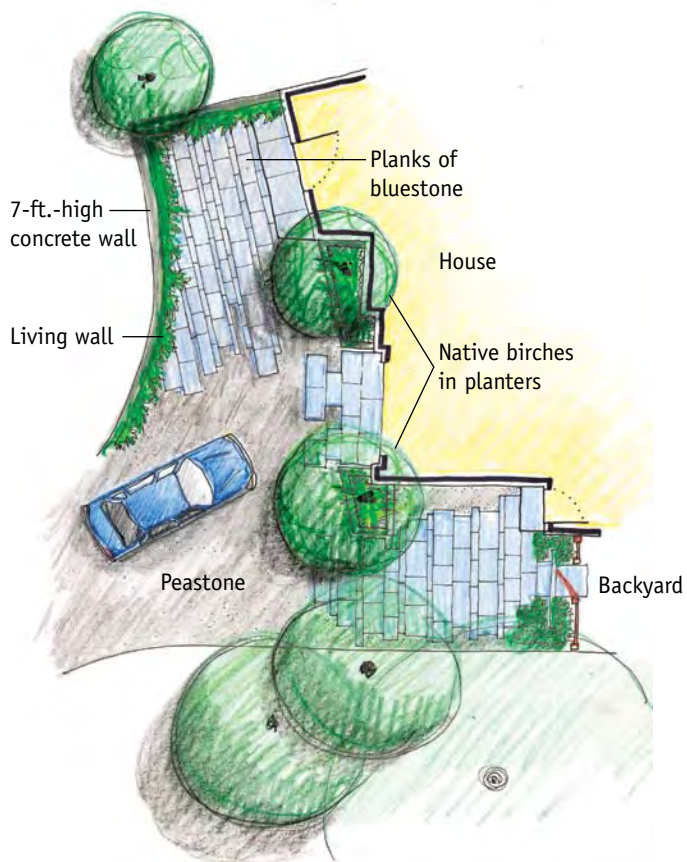 Planks of
bluestone
7-ft.-high
concrete wall
House
Living wall
Native birches
in planters
Peastone
Backyard